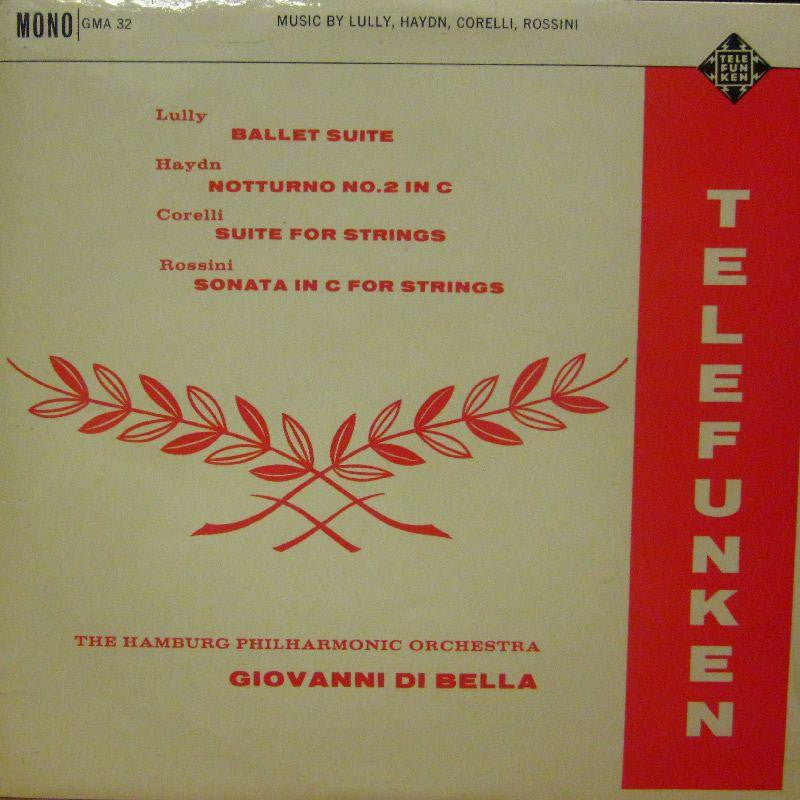 MONO GMA 32 MUSIC BY LULLY, HAYDN, CORELLI, ROSSINI
TELE
FUN
KEN
Lully
BALLET SUITE
Haydn
NOTTURNO NO.2 IN C
Corelli
SUITE FOR STRINGS
Rossini
SONATA IN C FOR STRINGS
TELEFUNKEN
THE HAMBURG PHILHARMONIC ORCHESTRA
GIOVANNI DI BELLA